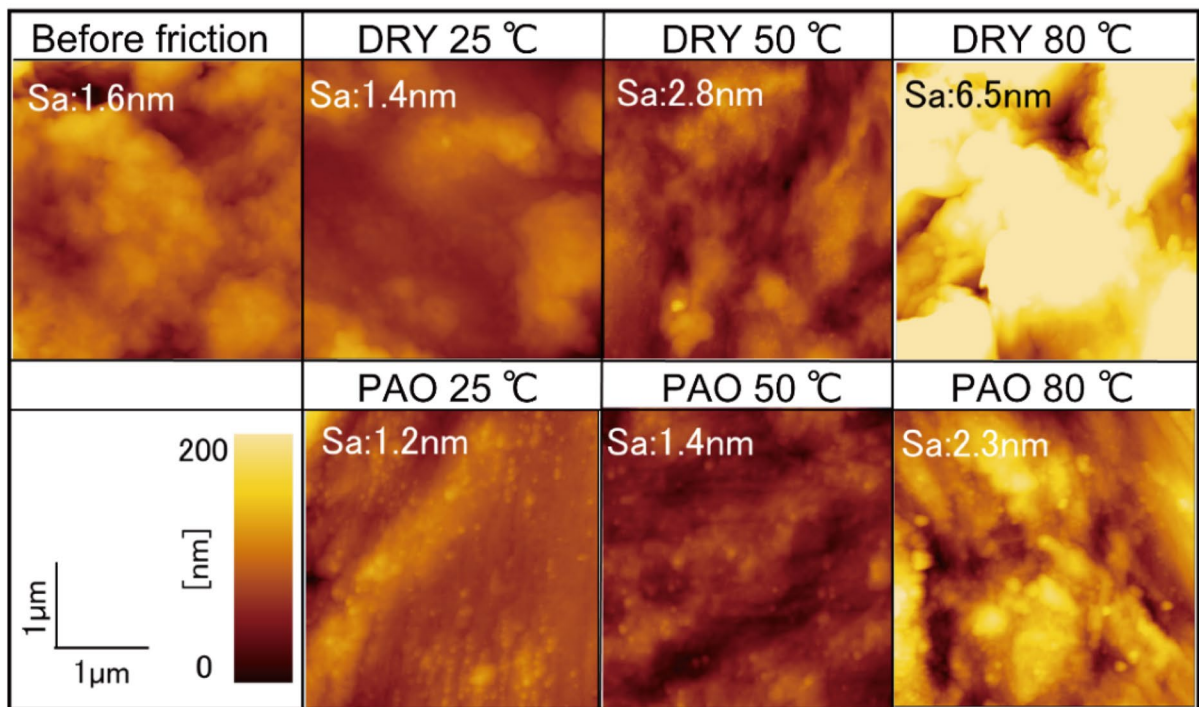 Before friction
DRY 25 ℃
DRY 50 ℃
DRY 80 ℃
Sa:1.6nm
Sa:1.4nm
Sa:2.8nm
Sa:6.5nm
PAO 25 ℃
PAO 50 ℃
PAO 80 ℃
Sa:1.2nm
Sa:1.4nm
Sa:2.3nm
200
[nm]
0
1μm
1μm